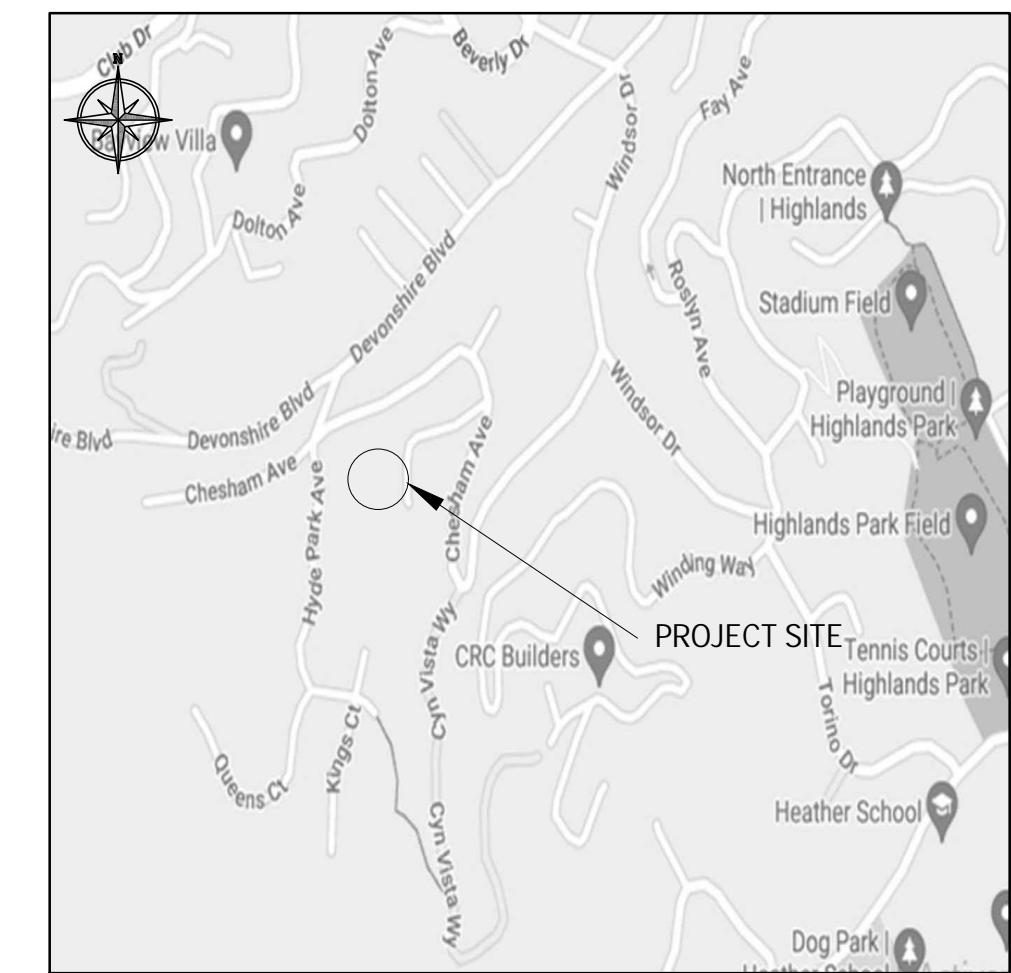 Club Dr
N
Bayview Villa
Dolton Ave
Beverly Dr
Windsor Dr
Fay Ave
North Entrance
| Highlands
Dolton Ave
Devonshire Blvd
Roslyn Ave
Stadium Field
Devonshire Blvd
Windsor Dr
Playground |
Highlands Park
ire Blvd
Chesham Ave
Chesham Ave
Hyde Park Ave
Highlands Park Field
Winding Way
PROJECT SITE
CRC Builders
Tennis Courts |
Highlands Park
Cyn Vista Wy
Torino Dr
Queens Ct
Kings Ct
Cyn Vista Wy
Heather School
Dog Park |
Heather School